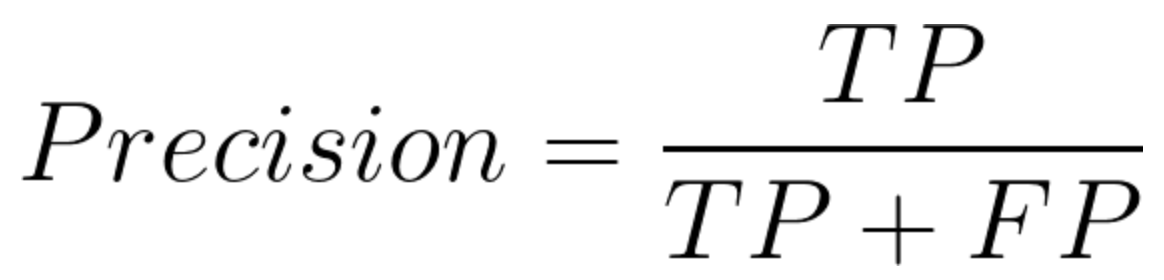 Precision = TP / TP + FP